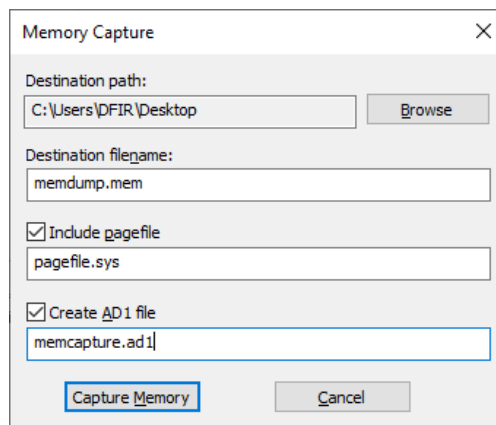 Memory Capture
Destination path:
C:\Users\DFIR\Desktop
Browse
Destination filename:
memdump.mem
Include pagefile
pagefile.sys
Create AD1 file
memcapture.ad1
Capture Memory
Cancel